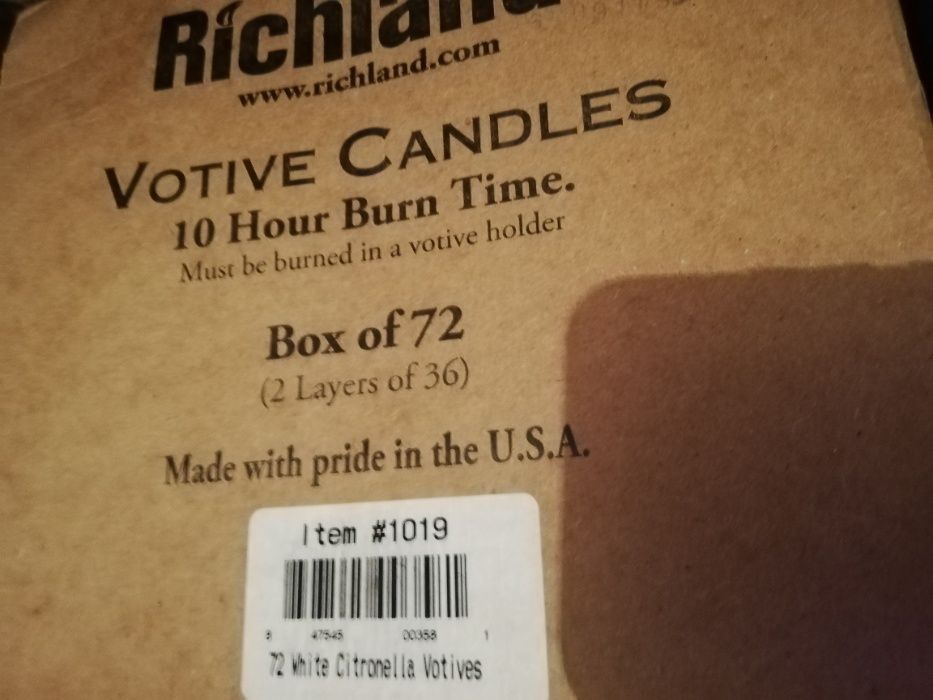 Richland
www.richland.com
VOTIVE CANDLES
10 Hour Burn Time.
Must be burned in a votive holder
Box of 72
(2 Layers of 36)
Made with pride in the U.S.A.
Item #1019
8 47545 00358 1
72 White Citronella Votives